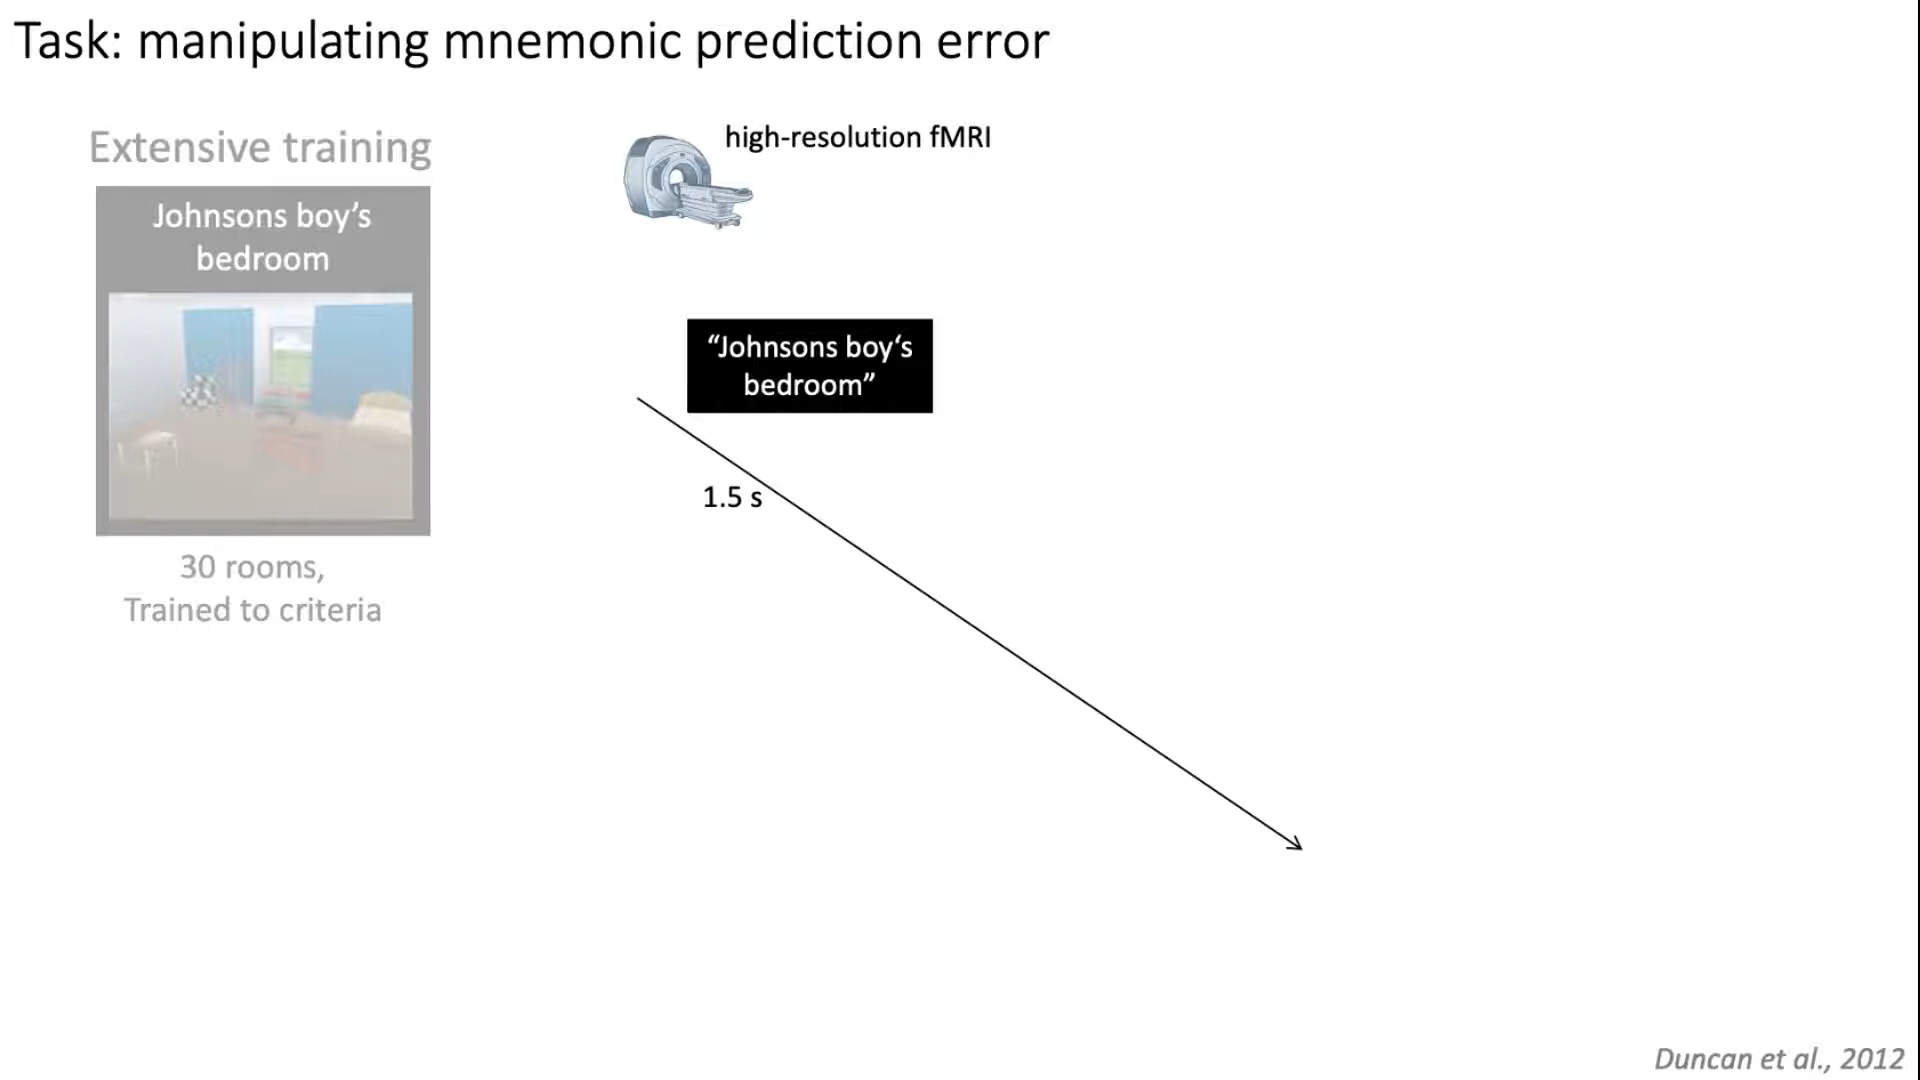 Task: manipulating mnemonic prediction error
Extensive training
Johnsons boy’s
bedroom
30 rooms,
Trained to criteria
high-resolution fMRI
“Johnsons boy‘s
bedroom”
1.5 s
Duncan et al., 2012